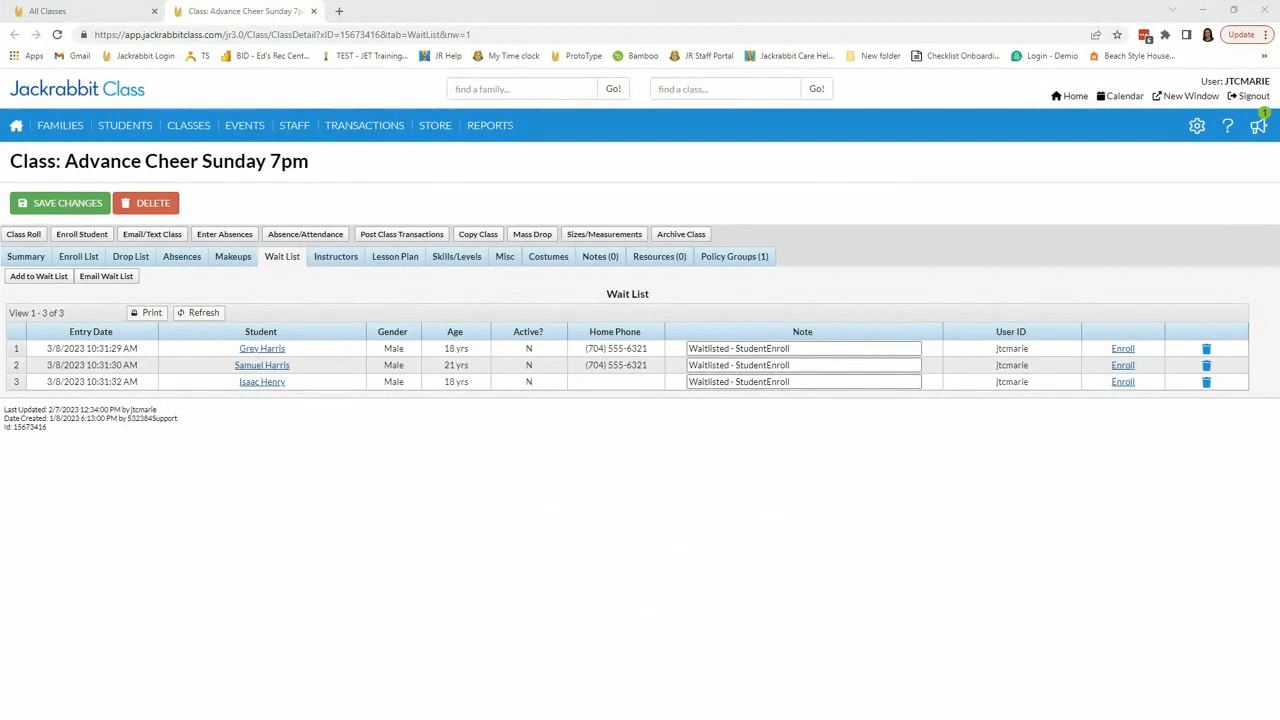 All Classes
Class: Advance Cheer Sunday 7pm
https://app.jackrabbitclass.com/jr3.0/Class/ClassDetail?xID=15673416&tab=WaitList&nw=1
6
Update
Apps
Gmail
Jackrabbit Login
TS
BID - Ed's Rec Cent...
TEST - JET Training...
JR Help
My Time clock
ProtoType
Bamboo
JR Staff Portal
Jackrabbit Care Hel...
New folder
Checklist Onboardi...
Login - Demio
Beach Style House...
»
Jackrabbit Class
find a family...
Go!
find a class...
Go!
User: JTCMARIE
Home
Calendar
New Window
Signout
FAMILIES
STUDENTS
CLASSES
EVENTS
STAFF
TRANSACTIONS
STORE
REPORTS
?
1
Class: Advance Cheer Sunday 7pm
SAVE CHANGES
DELETE
Class Roll
Enroll Student
Email/Text Class
Enter Absences
Absence/Attendance
Post Class Transactions
Copy Class
Mass Drop
Sizes/Measurements
Archive Class
Summary
Enroll List
Drop List
Absences
Makeups
Wait List
Instructors
Lesson Plan
Skills/Levels
Misc
Costumes
Notes (0)
Resources (0)
Policy Groups (1)
Add to Wait List
Email Wait List
Wait List
View 1 - 3 of 3
Print
Refresh
Entry Date Student Gender Age Active? Home Phone Note User ID
1 3/8/2023 10:31:29 AM Grey Harris Male 18 yrs N (704) 555-6321 Waitlisted - StudentEnroll jtcmarie Enroll
2 3/8/2023 10:31:30 AM Samuel Harris Male 21 yrs N (704) 555-6321 Waitlisted - StudentEnroll jtcmarie Enroll
3 3/8/2023 10:31:32 AM Isaac Henry Male 18 yrs N Waitlisted - StudentEnroll jtcmarie Enroll
Last Updated: 2/7/2023 12:34:00 PM by jtcmarie
Date Created: 1/8/2023 6:13:00 PM by 532384Support
Id: 15673416